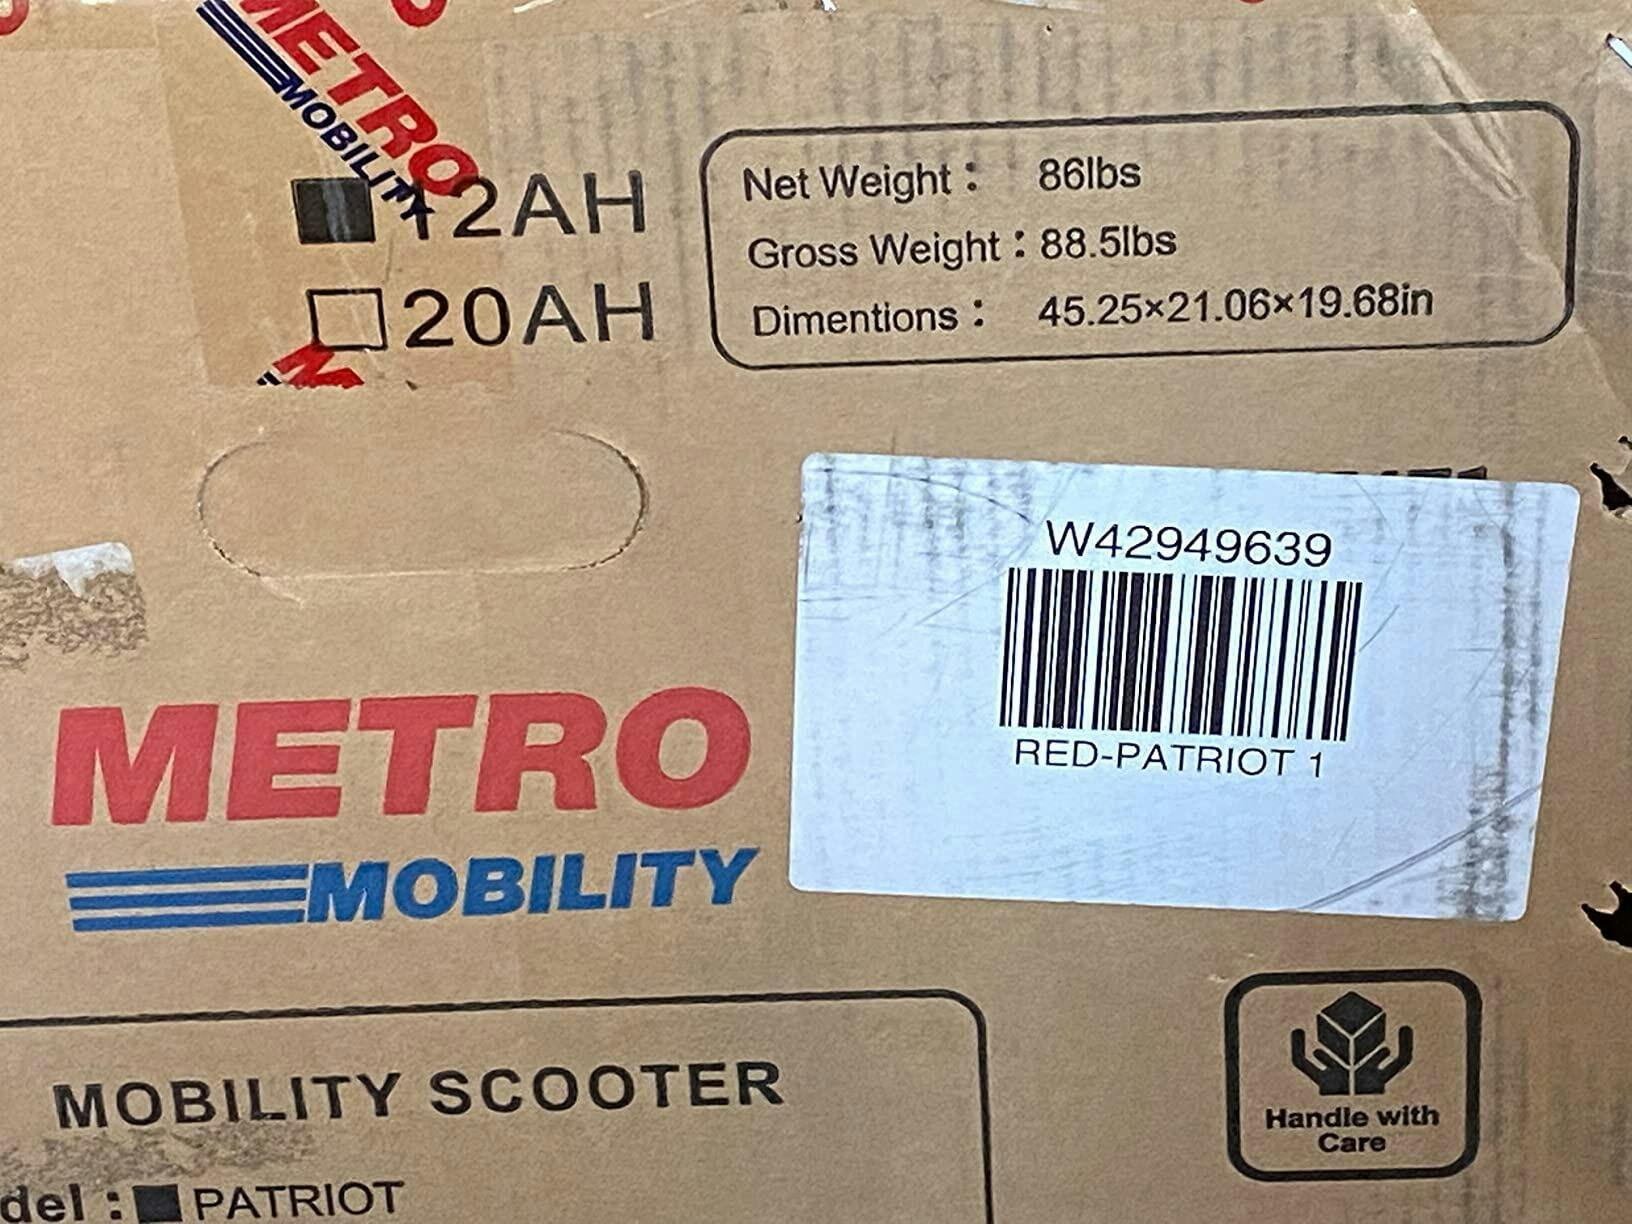 METRO
MOBILITY
12AH
20AH
Net Weight : 86lbs
Gross Weight : 88.5lbs
Dimentions : 45.25×21.06×19.68in
W42949639
RED-PATRIOT 1
METRO
MOBILITY
MOBILITY SCOOTER
del : PATRIOT
Handle with
Care